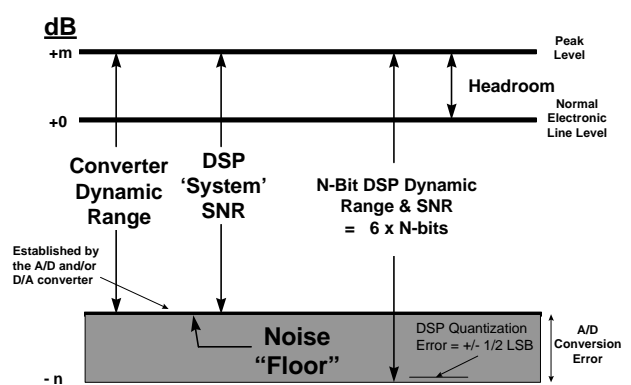 dB
+m
Peak
Level
Headroom
+0
Normal
Electronic
Line Level
Converter
Dynamic
Range
DSP
‘System’
SNR
N-Bit DSP Dynamic
Range & SNR
= 6 x N-bits
Established by
the A/D and/or
D/A converter
Noise
“Floor”
DSP Quantization
Error = +/- 1/2 LSB
A/D
Conversion
Error
- n